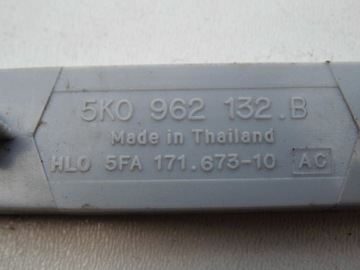 5K0 962 132.B
Made in Thailand
HLO 5FA 171.673-10 AC